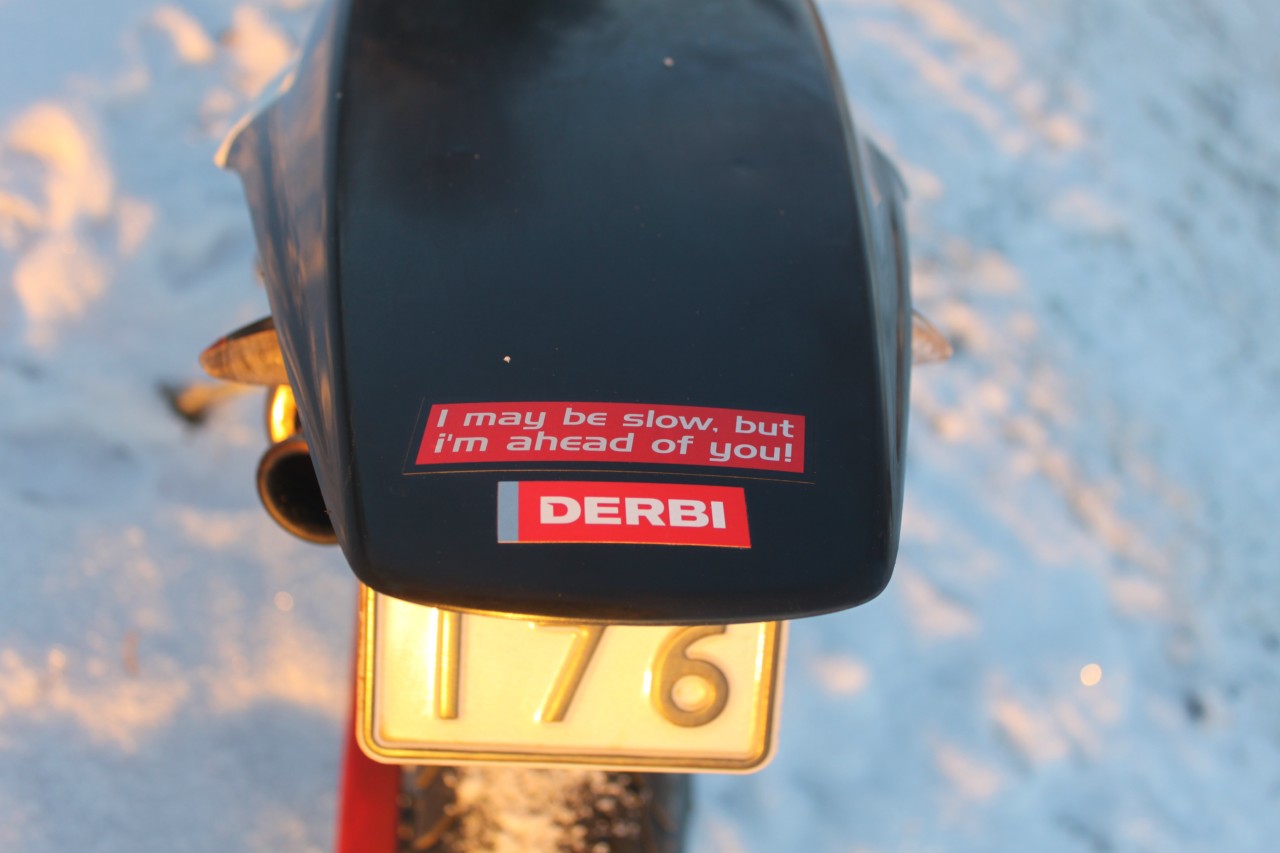 I may be slow, but
i'm ahead of you!
DERBI
176